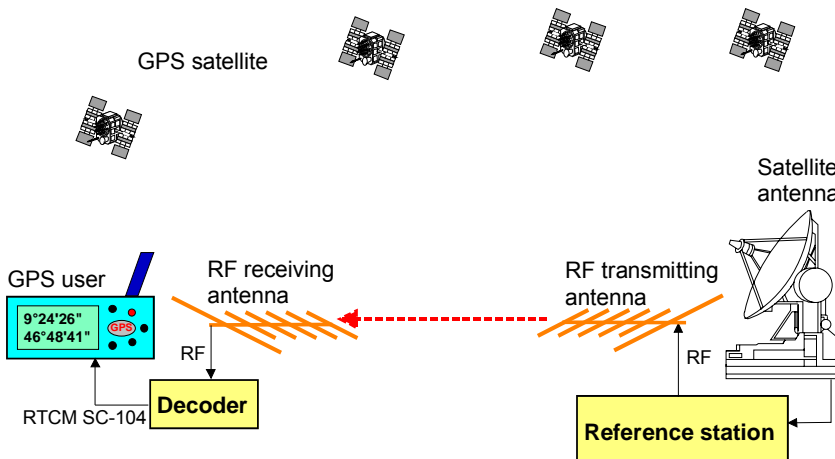 GPS satellite
Satellite
antenna
GPS user
RF receiving
antenna
RF transmitting
antenna
9°24'26"
46°48'41"
GPS
RF
RF
RTCM SC-104
Decoder
Reference station